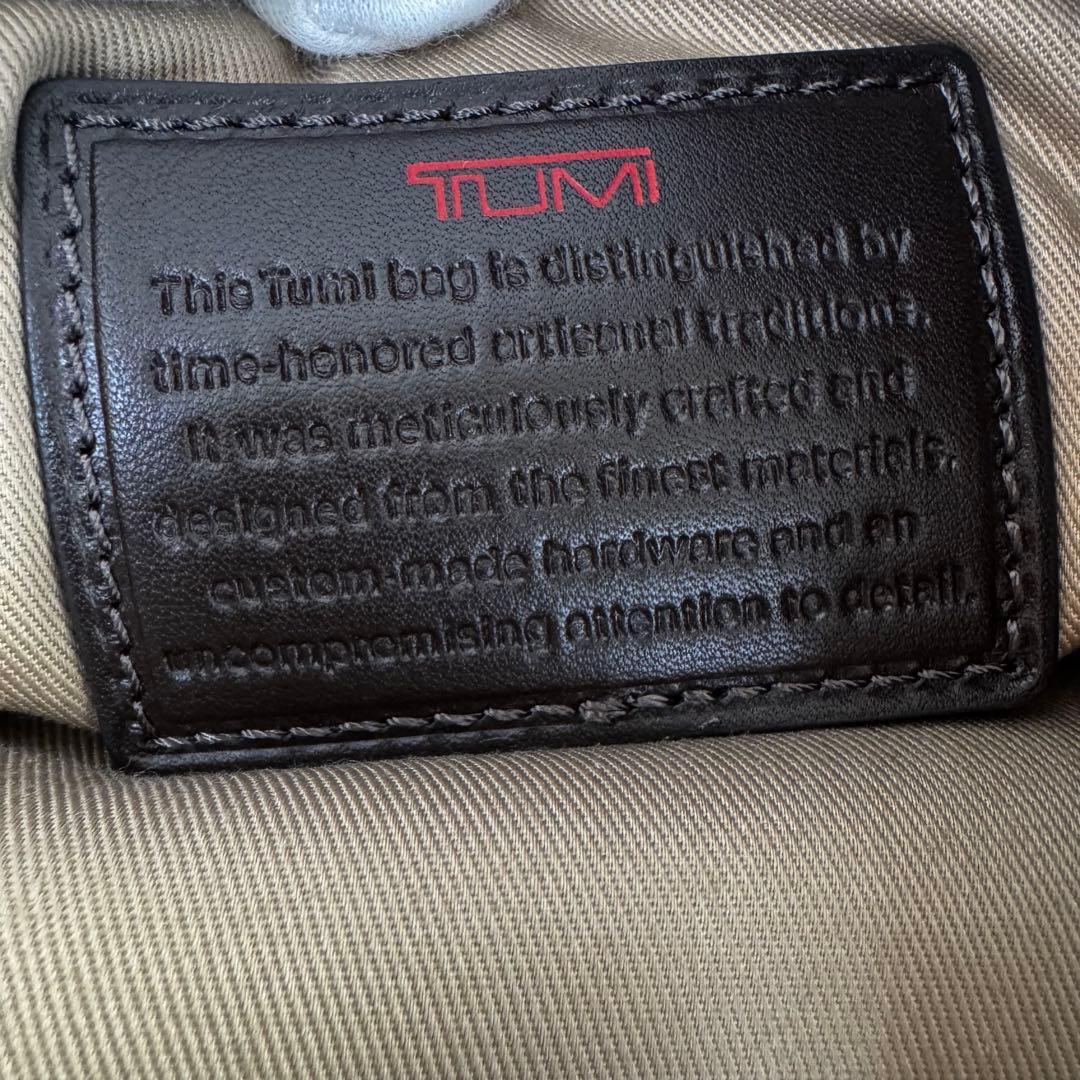 TUMI
This Tumi bag is distinguished by
time-honored artisanal traditions.
It was meticulously crafted and
designed from the finest materials,
custom-made hardware and an
uncompromising attention to detail.